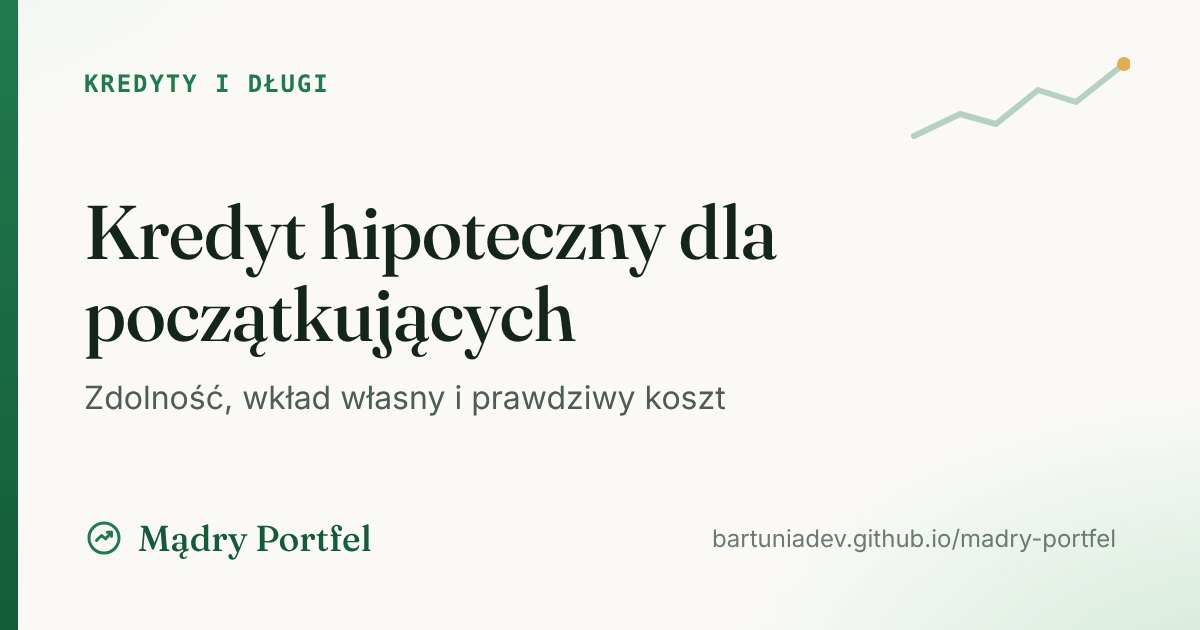 KREDYTY I DŁUGI
Kredyt hipoteczny dla
początkujących
Zdolność, wkład własny i prawdziwy koszt
Mądry Portfel
bartuniadev.github.io/madry-portfel